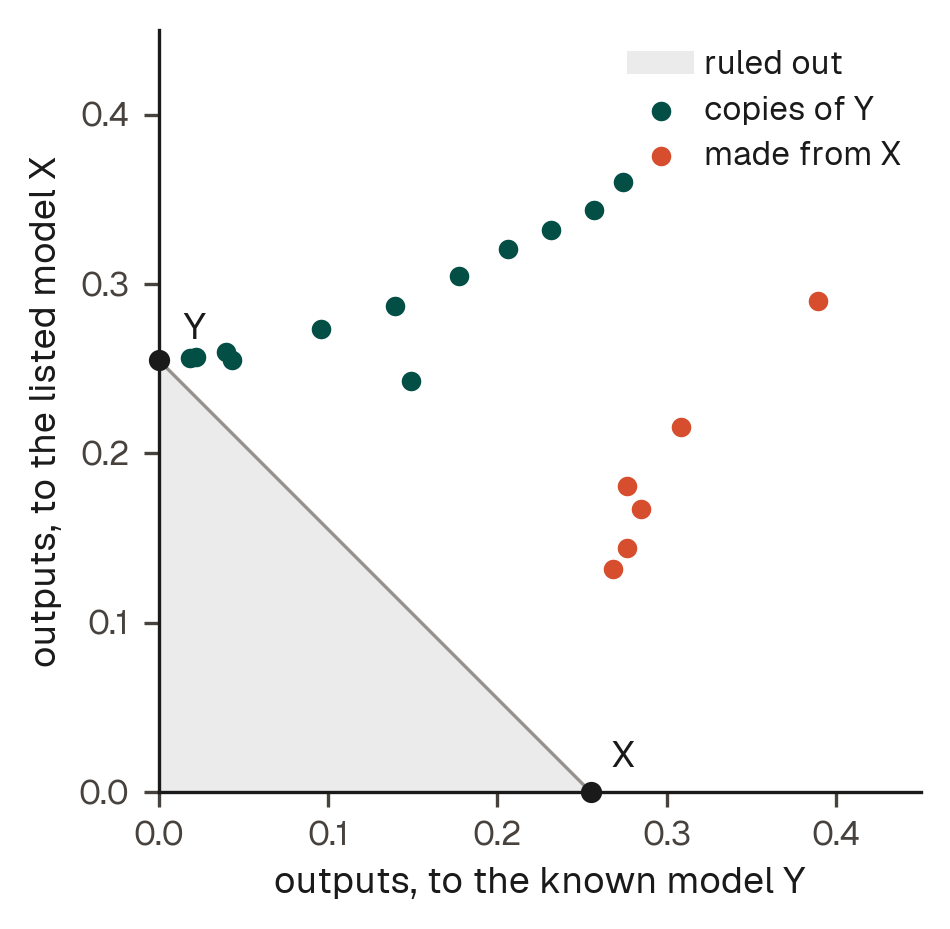 ruled out
copies of Y
made from X
outputs, to the listed model X
0.4
0.3
0.2
0.1
0.0
Y
X
0.0 0.1 0.2 0.3 0.4
outputs, to the known model Y